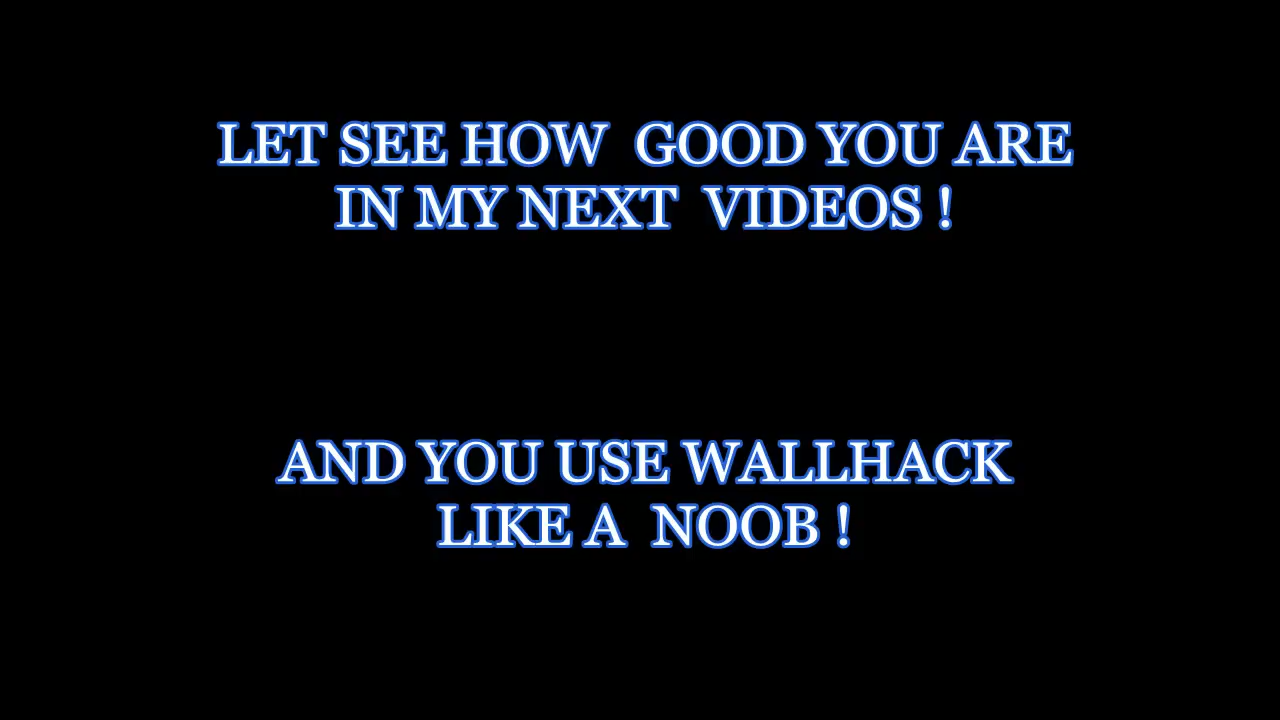 LET SEE HOW GOOD YOU ARE
IN MY NEXT VIDEOS !
AND YOU USE WALLHACK
LIKE A NOOB !